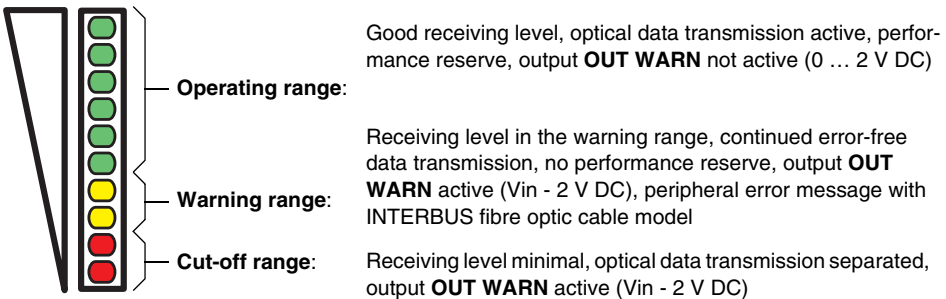 Good receiving level, optical data transmission active, perfor-
mance reserve, output OUT WARN not active (0 … 2 V DC)
Operating range:
Receiving level in the warning range, continued error-free
data transmission, no performance reserve, output OUT
WARN active (Vin - 2 V DC), peripheral error message with
INTERBUS fibre optic cable model
Warning range:
Cut-off range:
Receiving level minimal, optical data transmission separated,
output OUT WARN active (Vin - 2 V DC)